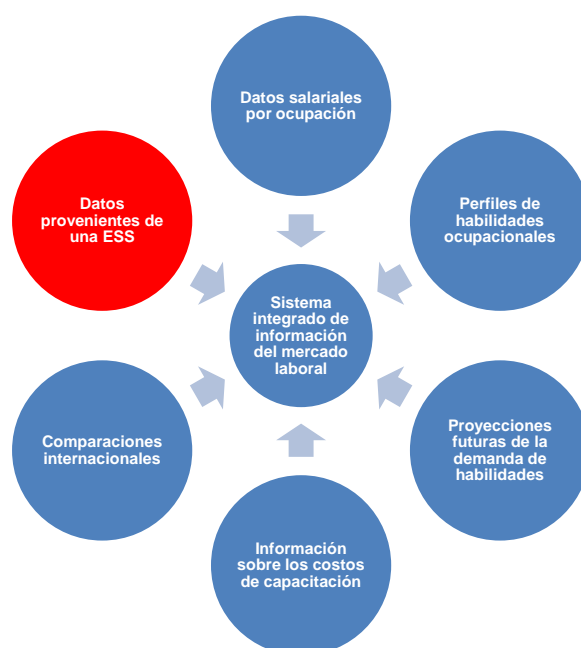 Datos salariales
por ocupación
Datos
provenientes de
una ESS
Perfiles de
habilidades
ocupacionales
Sistema
integrado de
información
del mercado
laboral
Comparaciones
internacionales
Proyecciones
futuras de la
demanda de
habilidades
Información
sobre los costos
de capacitación